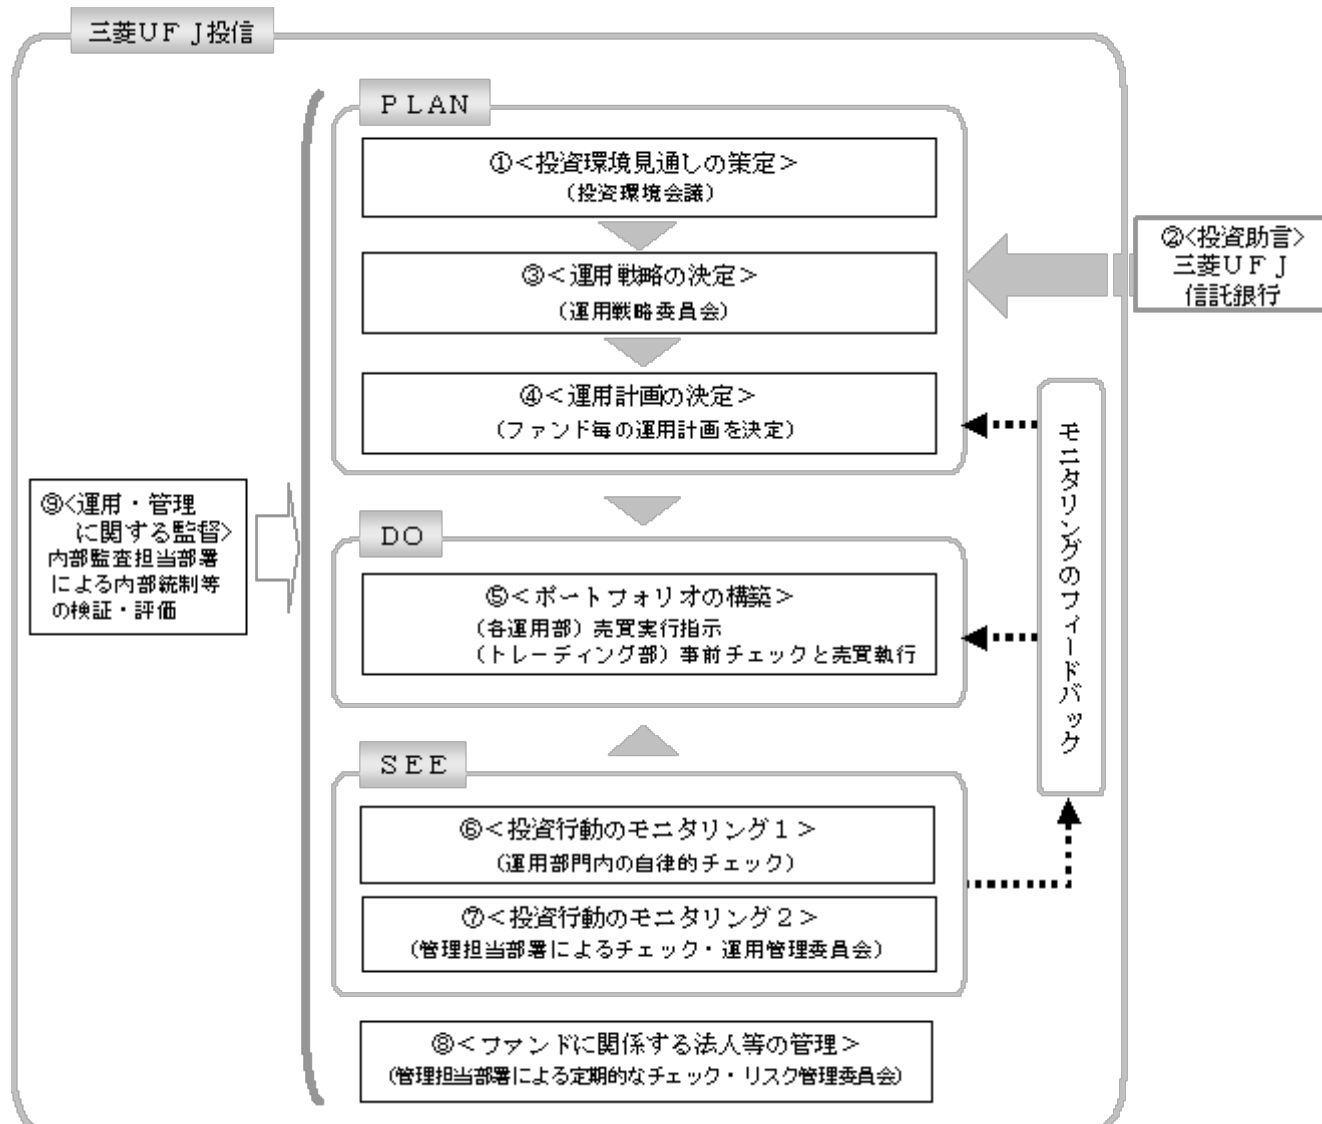 三菱ＵＦＪ投信
ＰＬＡＮ
①＜投資環境見通しの策定＞
（投資環境会議）
②＜投資助言＞
三菱ＵＦＪ
信託銀行
③＜運用戦略の決定＞
（運用戦略委員会）
④＜運用計画の決定＞
（ファンド毎の運用計画を決定）
ＤＯ
⑤＜ポートフォリオの構築＞
（各運用部）売買実行指示
（トレーディング部）事前チェックと売買執行
ＳＥＥ
⑥＜投資行動のモニタリング１＞
（運用部門内の自律的チェック）
⑦＜投資行動のモニタリング２＞
（管理担当部署によるチェック・運用管理委員会）
⑧＜ファンドに関係する法人等の管理＞
（管理担当部署による定期的なチェック・リスク管理委員会）
⑨＜運用・管理
に関する監督＞
内部監査担当部署
による内部統制等
の検証・評価
モニタリングのフィードバック